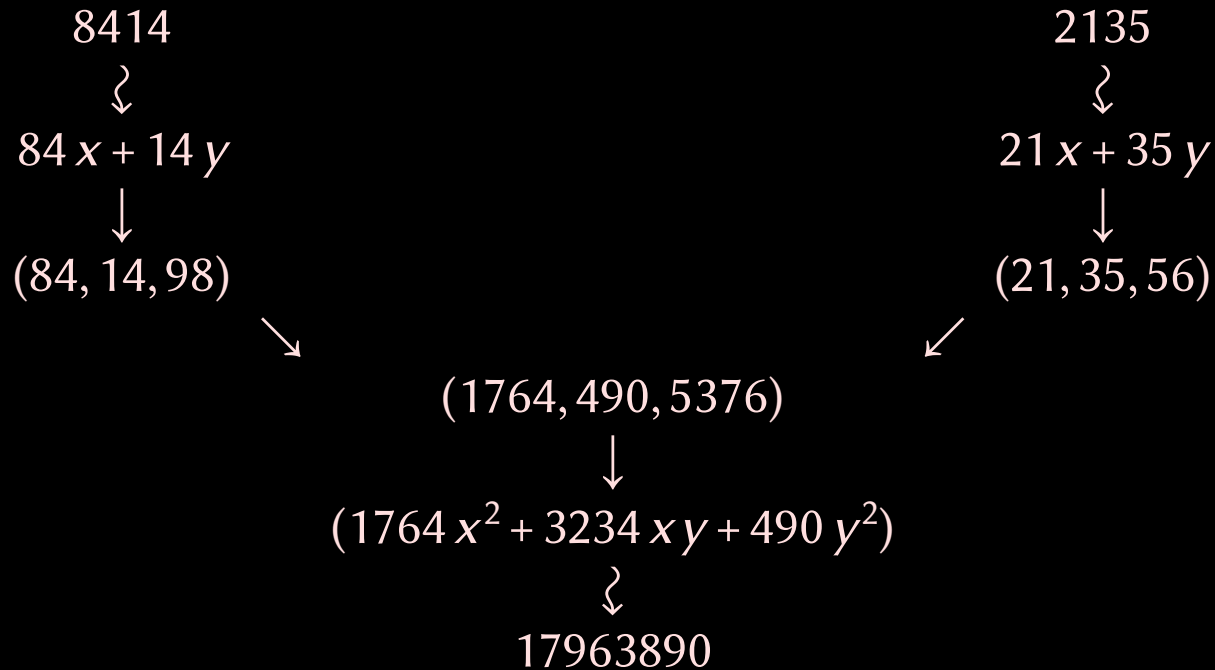 8414 2135
84 x + 14 y 21 x + 35 y
(84, 14, 98) (21, 35, 56)
(1764, 490, 5376)
(1764 x² + 3234 x y + 490 y²)
17963890